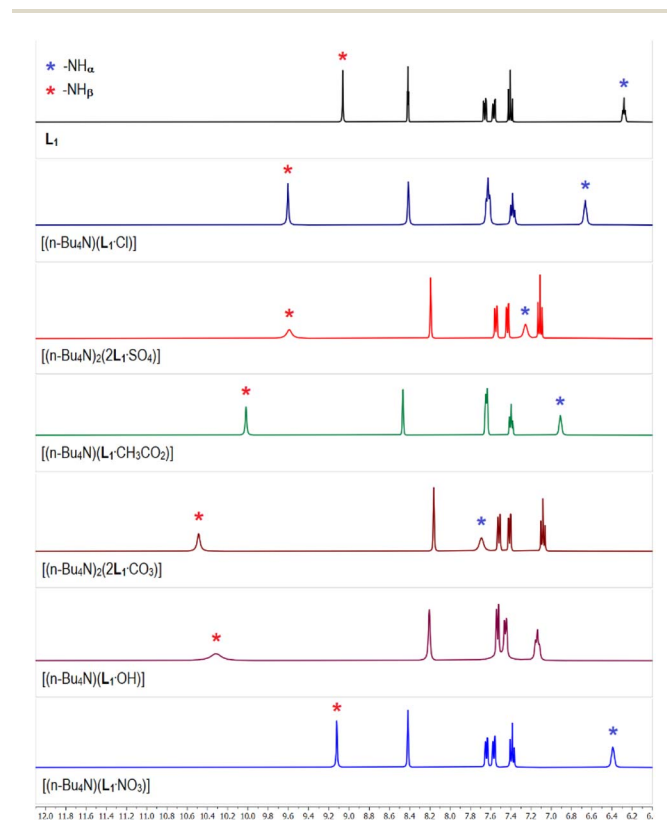 * -NHα
* -NHβ
L₁
[(n-Bu₄N)(L₁·Cl)]
[(n-Bu₄N)₂(2L₁·SO₄)]
[(n-Bu₄N)(L₁·CH₃CO₂)]
[(n-Bu₄N)₂(2L₁·CO₃)]
[(n-Bu₄N)(L₁·OH)]
[(n-Bu₄N)(L₁·NO₃)]
12.0 11.8 11.6 11.4 11.2 11.0 10.8 10.6 10.4 10.2 10.0 9.8 9.6 9.4 9.2 9.0 8.8 8.6 8.4 8.2 8.0 7.8 7.6 7.4 7.2 7.0 6.8 6.6 6.4 6.2 6.